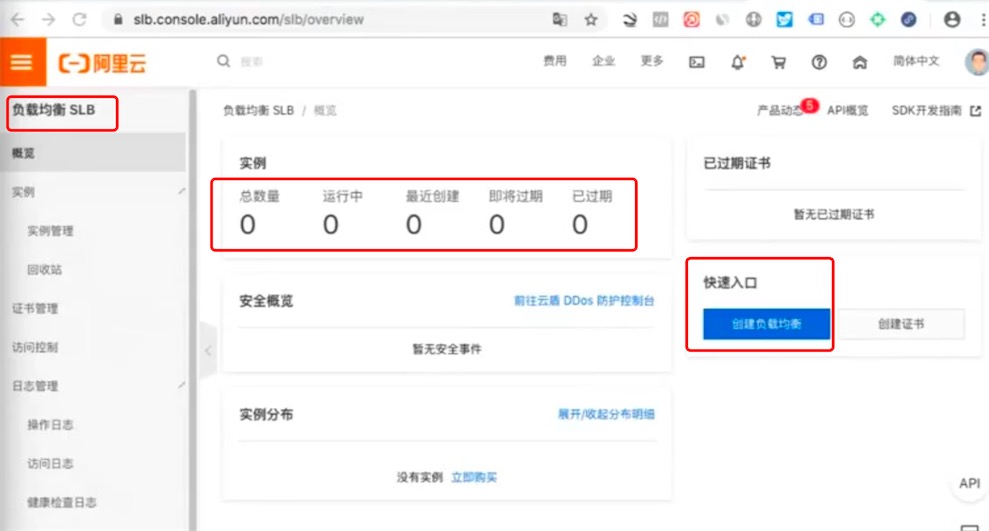 slb.console.aliyun.com/slb/overview
阿里云
搜索
费用 企业 更多 简体中文
负载均衡 SLB
概览
实例
实例管理
回收站
证书管理
访问控制
日志管理
操作日志
访问日志
健康检查日志
负载均衡 SLB / 概览
产品动态 5 API概览 SDK开发指南
实例
总数量 运行中 最近创建 即将过期 已过期
0 0 0 0 0
安全概览 前往云盾 DDos 防护控制台
暂无安全事件
实例分布 展开/收起分布明细
没有实例 立即购买
已过期证书
暂无已过期证书
快速入口
创建负载均衡 创建证书
API